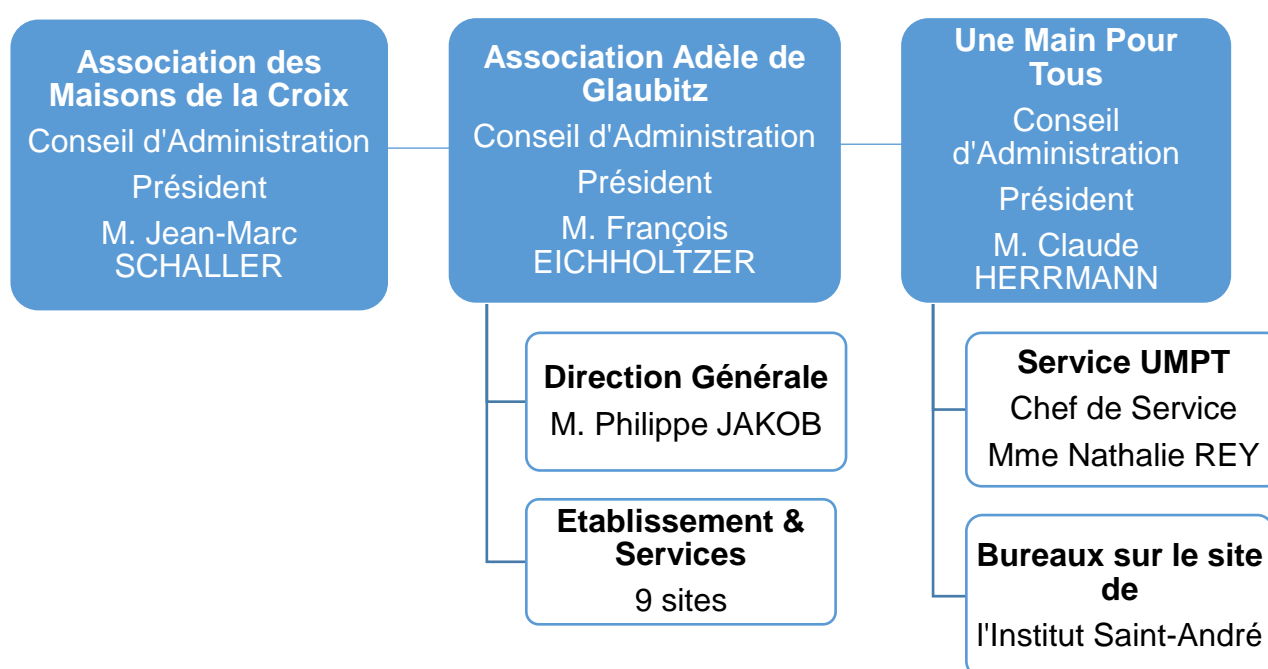 Association des
Maisons de la Croix
Conseil d'Administration
Président
M. Jean-Marc
SCHALLER
Association Adèle de
Glaubitz
Conseil d'Administration
Président
M. François
EICHHOLTZER
Direction Générale
M. Philippe JAKOB
Etablissement &
Services
9 sites
Une Main Pour
Tous
Conseil
d'Administration
Président
M. Claude
HERRMANN
Service UMPT
Chef de Service
Mme Nathalie REY
Bureaux sur le site
de
l'Institut Saint-André